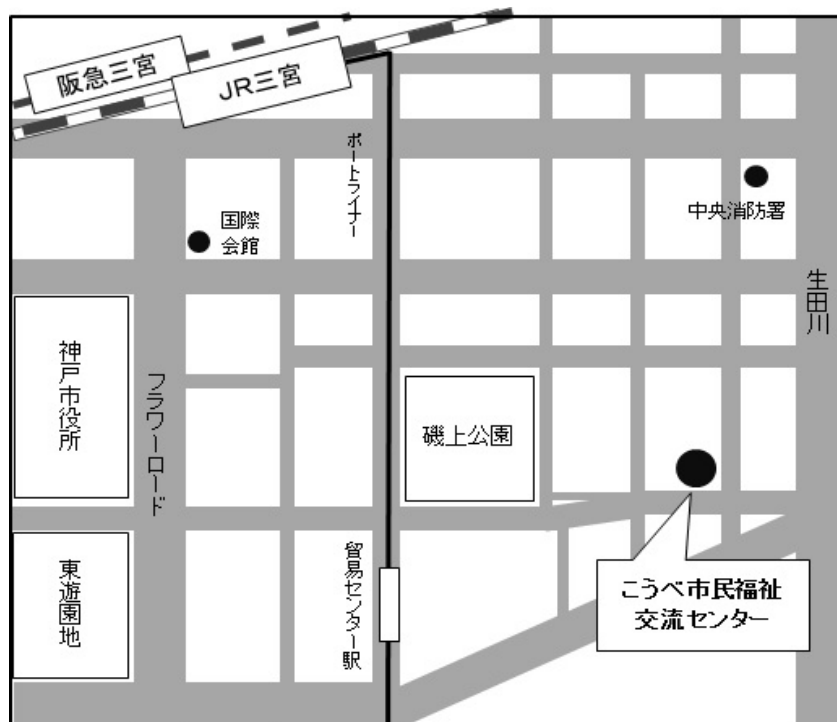 阪急三宮
JR三宮
ポートライナー
国際
会館
中央消防署
生田川
神戸市役所
フラワーロード
磯上公園
東遊園地
貿易センター駅
こうべ市民福祉
交流センター